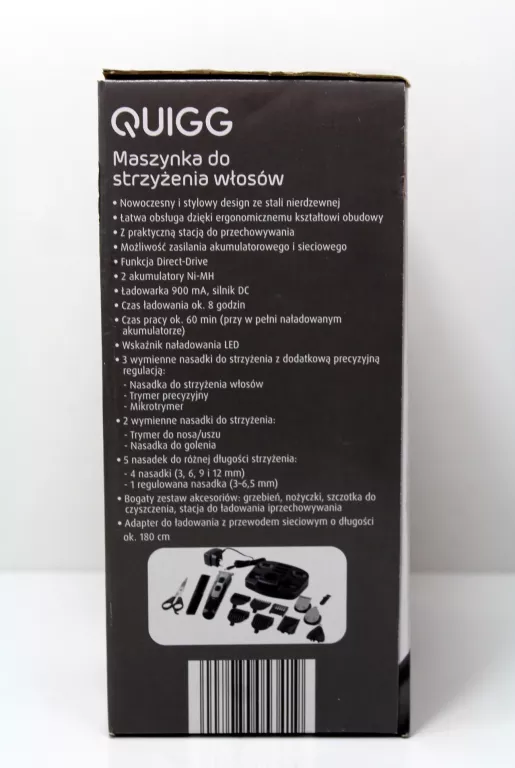 QUIGG
Maszynka do
strzyżenia włosów
• Nowoczesny i stylowy design ze stali nierdzewnej
• Łatwa obsługa dzięki ergonomicznemu kształtowi obudowy
• Z praktyczną stacją do przechowywania
• Możliwość zasilania akumulatorowego i sieciowego
• Funkcja Direct-Drive
• 2 akumulatory Ni-MH
• Ładowarka 900 mA, silnik DC
• Czas ładowania ok. 8 godzin
• Czas pracy ok. 60 min (przy w pełni naładowanym
akumulatorze)
• Wskaźnik naładowania LED
• 3 wymienne nasadki do strzyżenia z dodatkową precyzyjną
regulacją:
- Nasadka do strzyżenia włosów
- Trymer precyzyjny
- Mikrotrymer
• 2 wymienne nasadki do strzyżenia:
- Trymer do nosa/uszu
- Nasadka do golenia
• 5 nasadek do różnej długości strzyżenia:
- 4 nasadki (3, 6, 9 i 12 mm)
- 1 regulowana nasadka (3–6,5 mm)
• Bogaty zestaw akcesoriów: grzebień, nożyczki, szczotka do
czyszczenia, stacja do ładowania iprzechowywania
• Adapter do ładowania z przewodem sieciowym o długości
ok. 180 cm